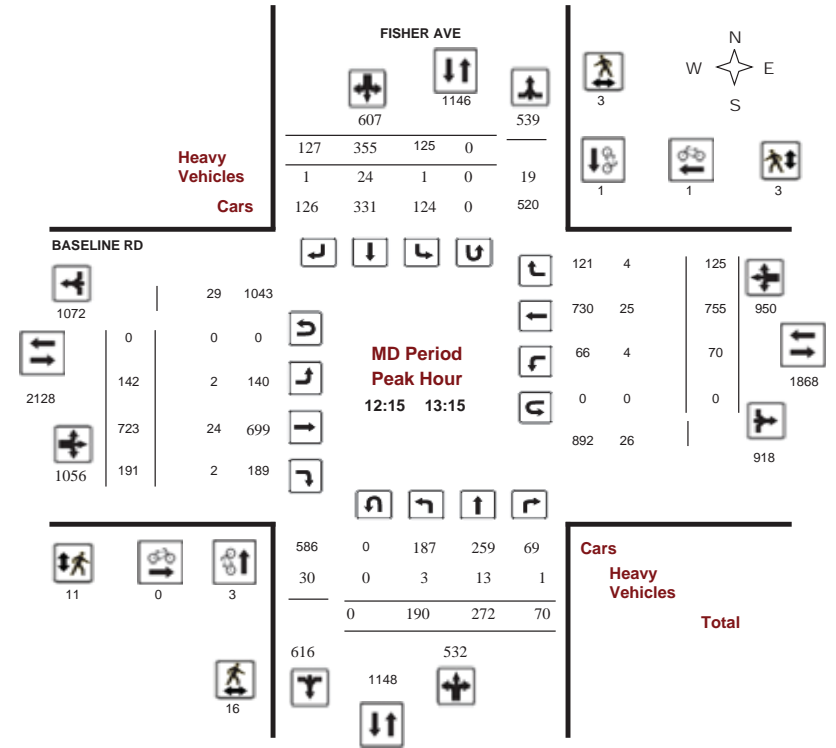 FISHER AVE
N
W E
S
1146
3
607 539
127 355 125 0
Heavy
Vehicles
1 24 1 0 19
1 1 3
Cars 126 331 124 0 520
BASELINE RD
121 4 125
29 1043
1072
730 25 755 950
0 0 0
MD Period
66 4 70
Peak Hour
142 2 140
1868
2128
12:15 13:15
0 0 0
723 24 699
892 26
918
1056 191 2 189
586 0 187 259 69 Cars
30 0 3 13 1 Heavy
Vehicles
11 0 3
0 190 272 70 Total
616 532
1148
16